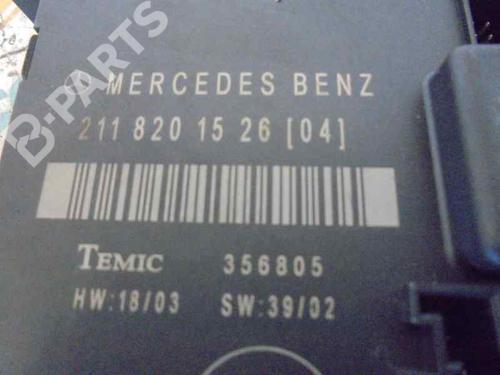 B-PARTS
MERCEDES BENZ
211 820 15 26 [04]
TEMIC 356805
HW:18/03 SW:39/02